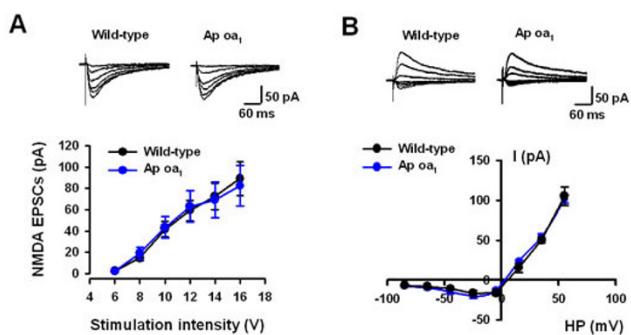 A
Wild-type Ap oa1
50 pA
60 ms
NMDA EPSCs (pA)
120
100
80
60
40
20
0
Wild-type
Ap oa1
4 6 8 10 12 14 16 18
Stimulation intensity (V)
B
Wild-type Ap oa1
50 pA
60 ms
Wild-type
Ap oa1
I (pA)
150
100
50
0
-50
-100 -50 0 50 100
HP (mV)